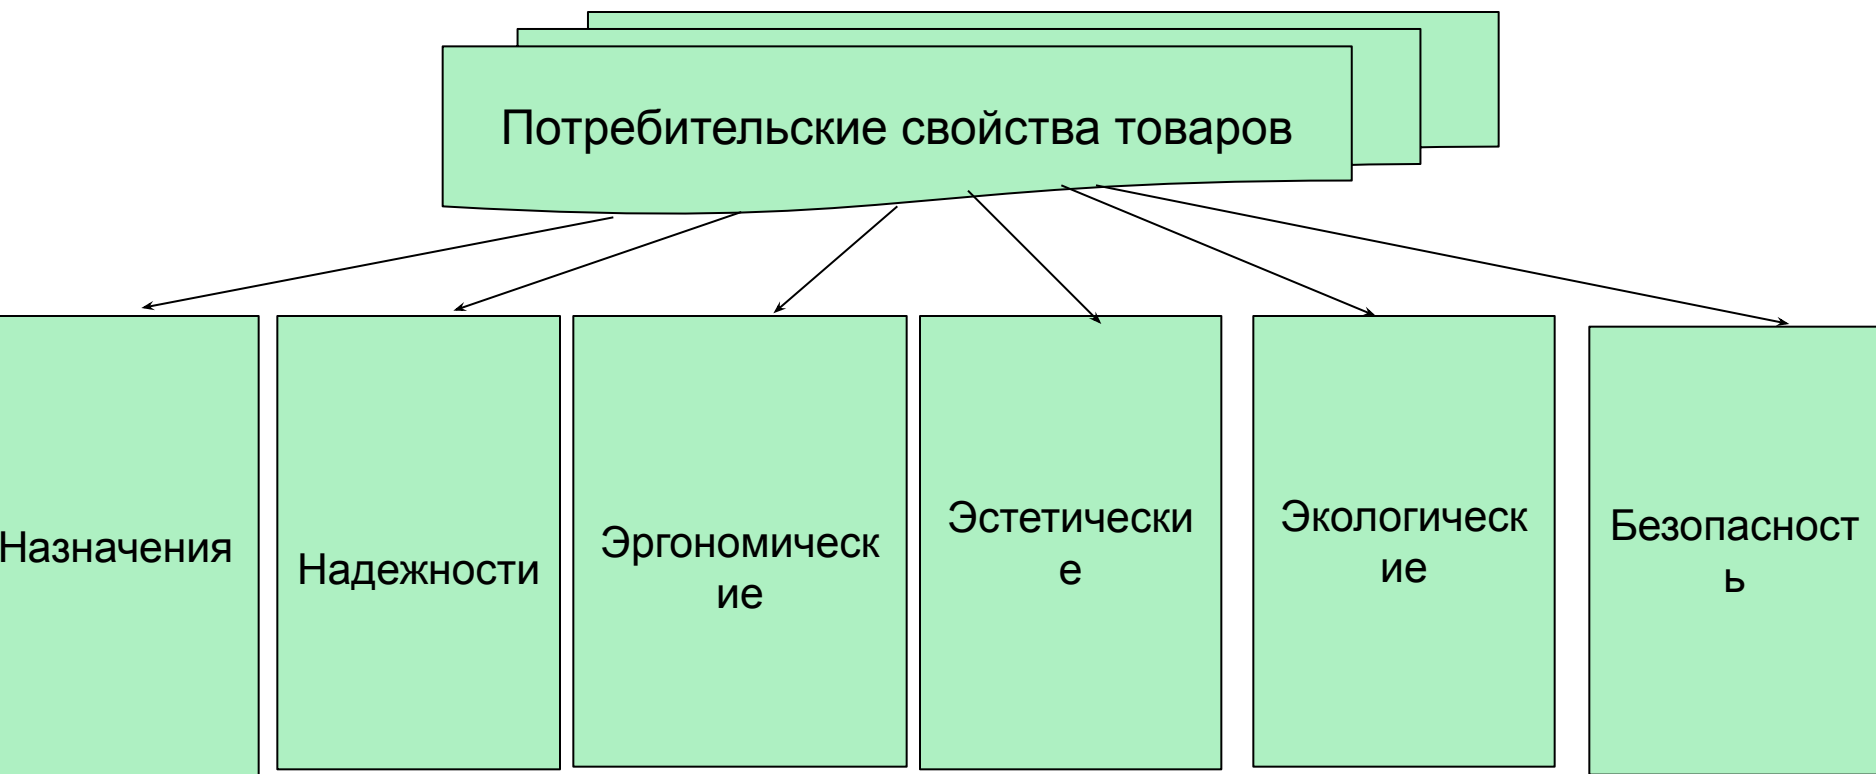 Потребительские свойства товаров
Назначения
Надежности
Эргономическ
ие
Эстетически
е
Экологическ
ие
Безопасност
ь